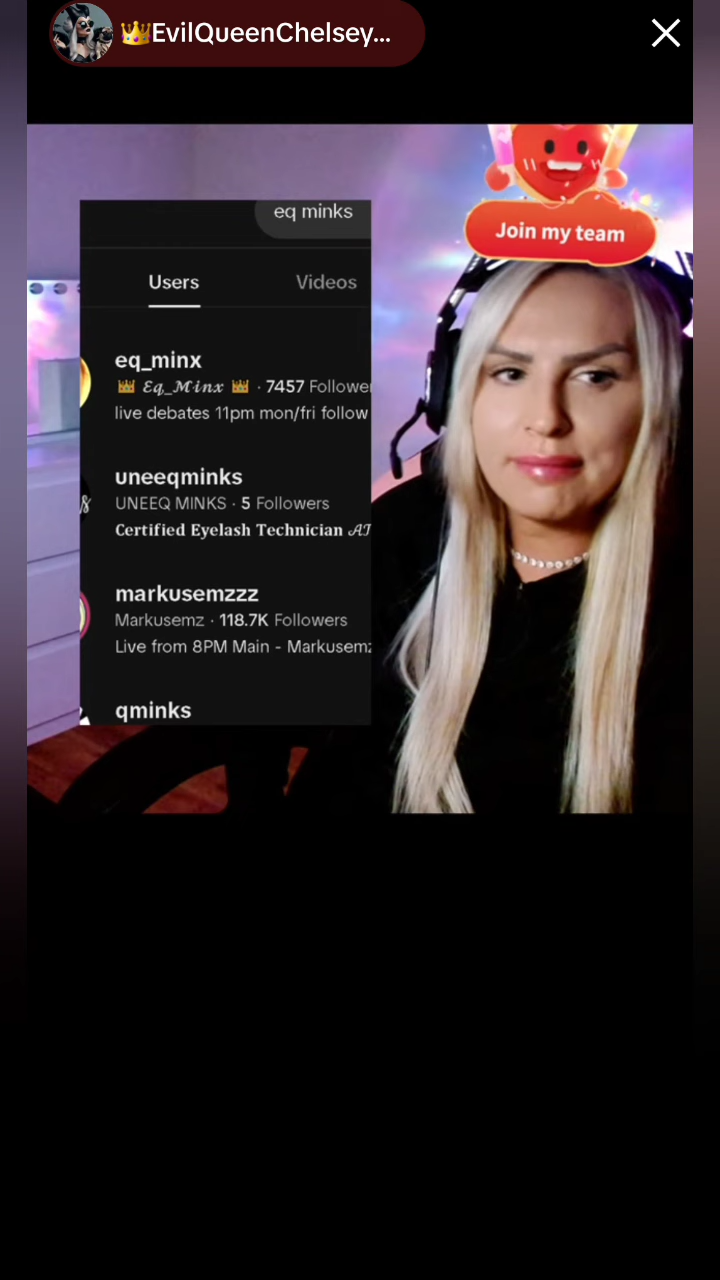 👑EvilQueenChelsey...
Join my team
eq minks
Users Videos
eq_minx
👑 𝓔𝓺_𝓜𝓲𝓷𝔁 👑 · 7457 Follower
live debates 11pm mon/fri follow
uneeqminks
UNEEQ MINKS · 5 Followers
𝐂𝐞𝐫𝐭𝐢𝐟𝐢𝐞𝐝 𝐄𝐲𝐞𝐥𝐚𝐬𝐡 𝐓𝐞𝐜𝐡𝐧𝐢𝐜𝐢𝐚𝐧
markusemzzz
Markusemz · 118.7K Followers
Live from 8PM Main - Markusemz
qminks